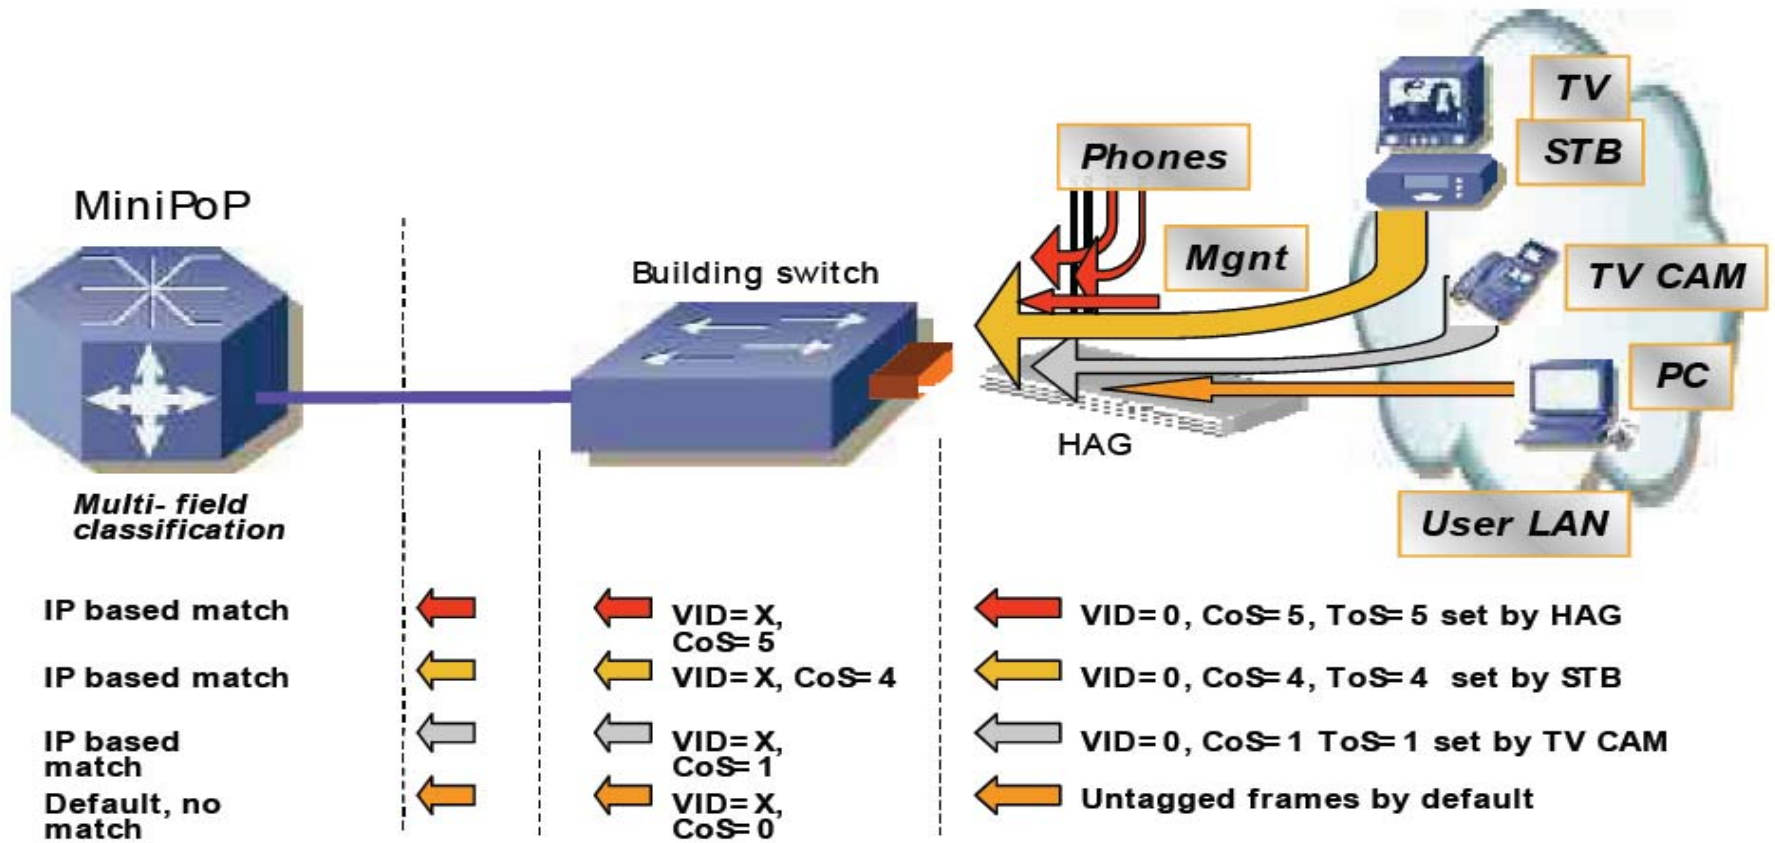 TV
STB
Phones
MiniPoP
Mgnt
Building switch
TV CAM
PC
HAG
Multi- field
classification
User LAN
IP based match
VID=X,
CoS=5
VID=0, CoS=5, ToS=5 set by HAG
IP based match
VID=X, CoS=4
VID=0, CoS=4, ToS=4 set by STB
IP based
match
VID=X,
CoS=1
VID=0, CoS=1 ToS=1 set by TV CAM
Default, no
match
VID=X,
CoS=0
Untagged frames by default